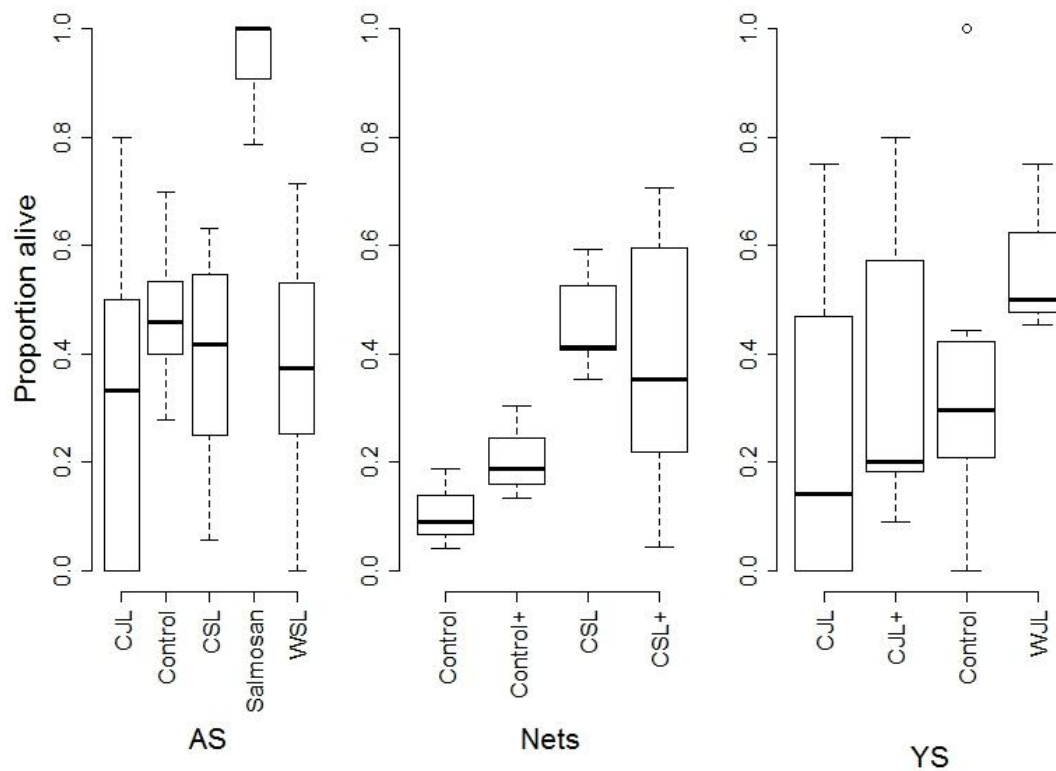 Proportion alive
1.0
0.8
0.6
0.4
0.2
0.0
CJL
Control
CSL
Salmosan
WSL
AS
1.0
0.8
0.6
0.4
0.2
0.0
Control
Control+
CSL
CSL+
Nets
1.0
0.8
0.6
0.4
0.2
0.0
CJL
CJL+
Control
WJL
YS